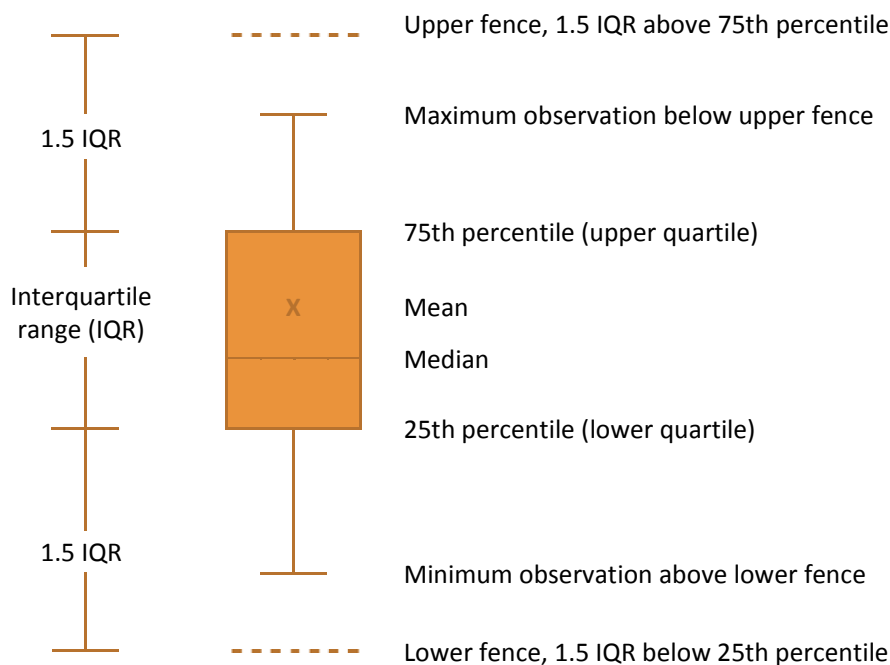 Upper fence, 1.5 IQR above 75th percentile
Maximum observation below upper fence
1.5 IQR
75th percentile (upper quartile)
Interquartile
range (IQR)
X
Mean
Median
25th percentile (lower quartile)
1.5 IQR
Minimum observation above lower fence
Lower fence, 1.5 IQR below 25th percentile